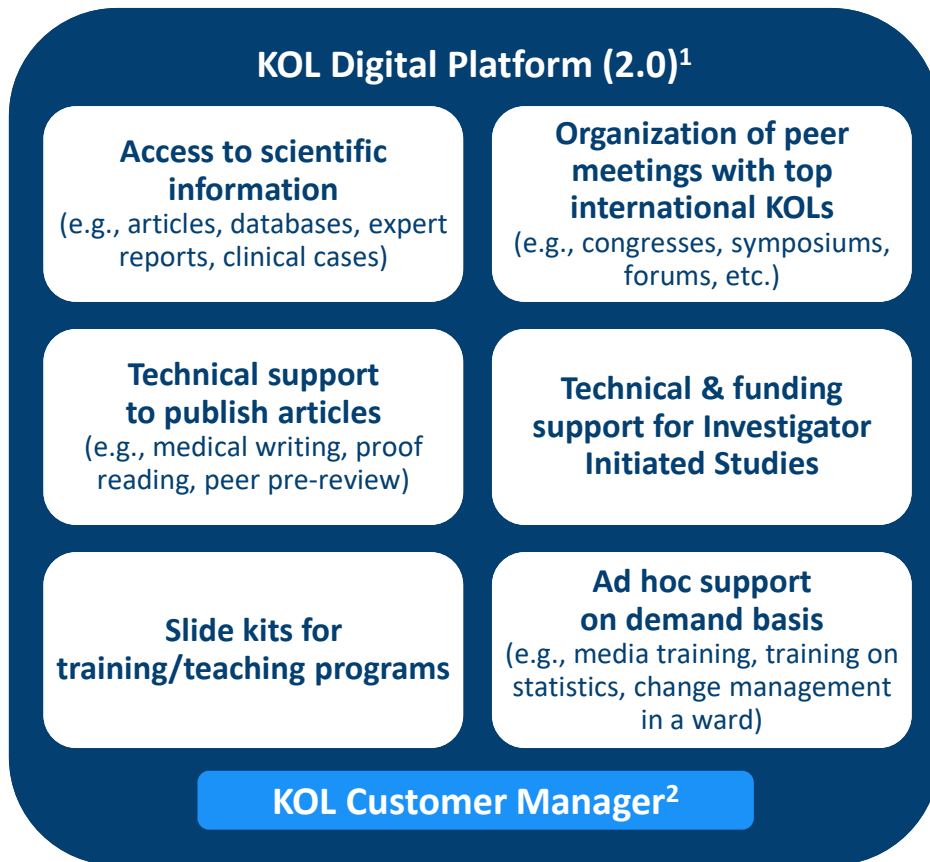 KOL Digital Platform (2.0)¹
Access to scientific
information
(e.g., articles, databases, expert
reports, clinical cases)
Organization of peer
meetings with top
international KOLs
(e.g., congresses, symposiums,
forums, etc.)
Technical support
to publish articles
(e.g., medical writing, proof
reading, peer pre-review)
Technical & funding
support for Investigator
Initiated Studies
Slide kits for
training/teaching programs
Ad hoc support
on demand basis
(e.g., media training, training on
statistics, change management
in a ward)
KOL Customer Manager²